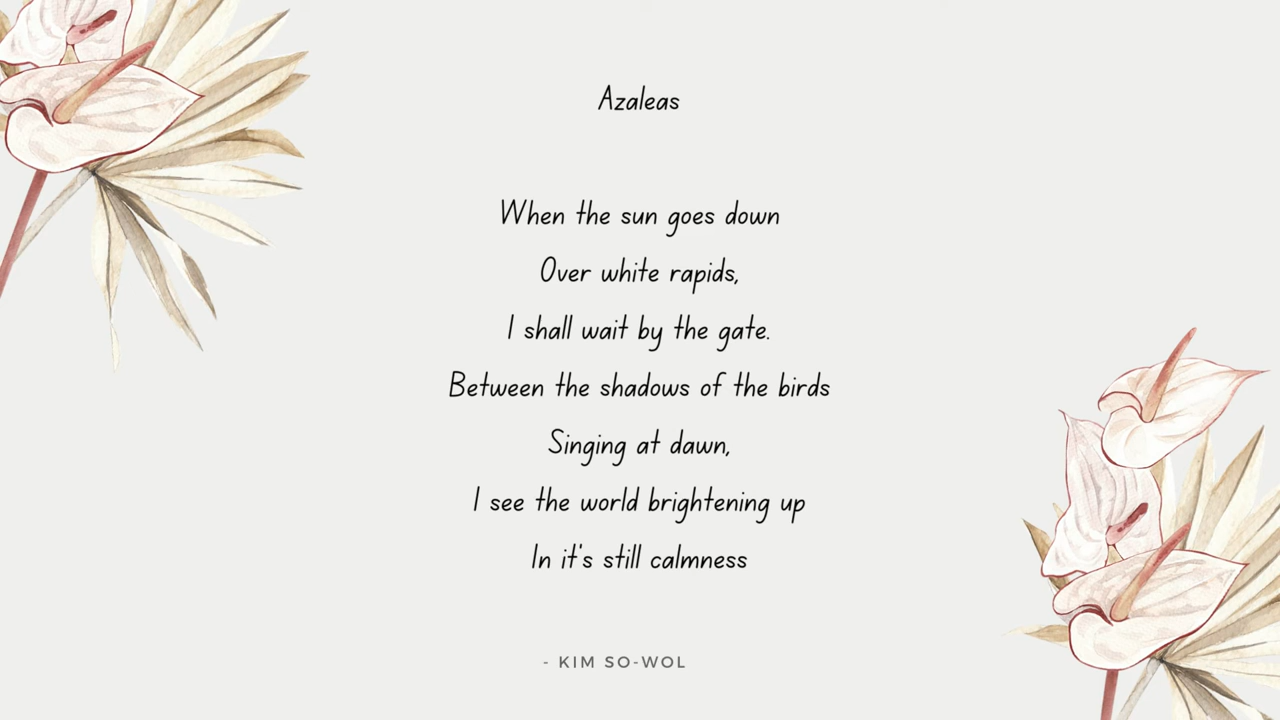 Azaleas
When the sun goes down
Over white rapids,
I shall wait by the gate.
Between the shadows of the birds
Singing at dawn,
I see the world brightening up
In it's still calmness
- KIM SO-WOL